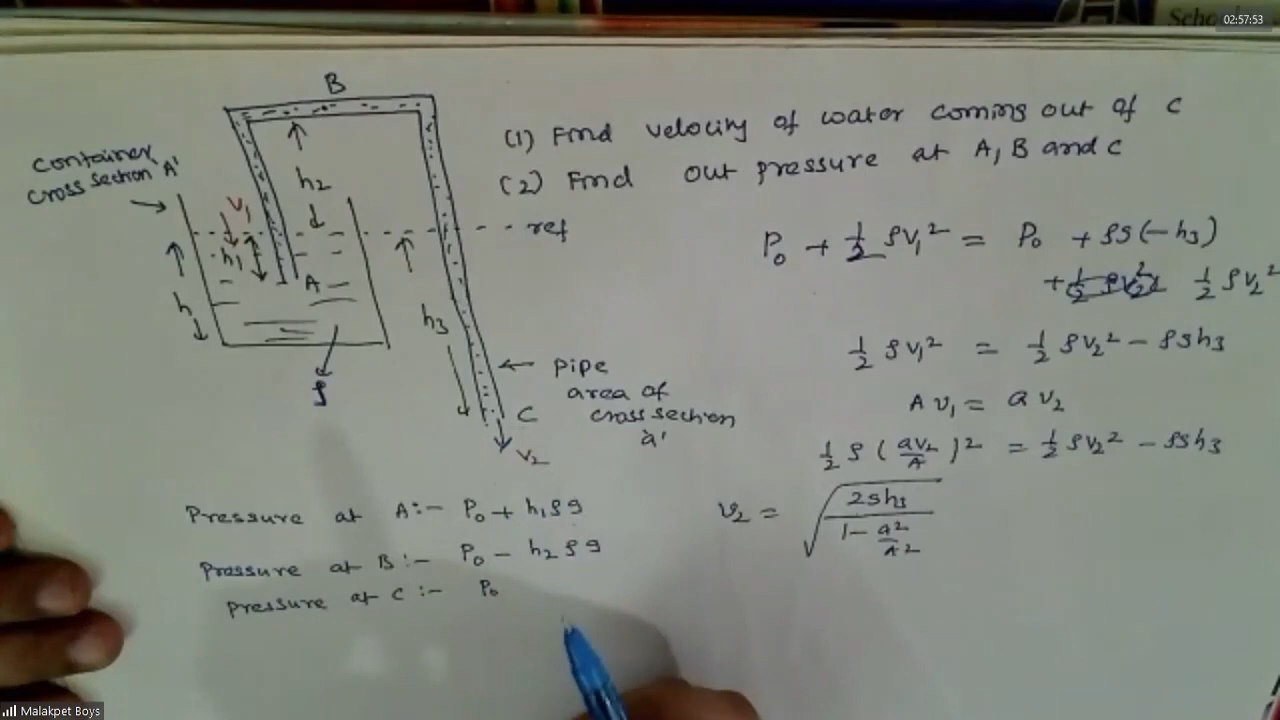 Scho
02:57:53
B
(1) Find velocity of water coming out of C
(2) Find out pressure at A, B and C
container
cross section A'
V₁
h₂
ref
h₁
A
h
h₃
ρ
pipe
area of
cross section
'a'
C
V₂
P₀ + ½ ρv₁² = P₀ + ρg(-h₃)
+ ½ ρv₂²
½ ρv₁² = ½ ρv₂² - ρgh₃
A v₁ = a v₂
½ ρ (av₂/A)² = ½ ρv₂² - ρgh₃
v₂ = √(2gh₃ / (1 - a²/A²))
Pressure at A:- P₀ + h₁ρg
Pressure at B:- P₀ - h₂ρg
Pressure at C:- P₀
Malakpet Boys